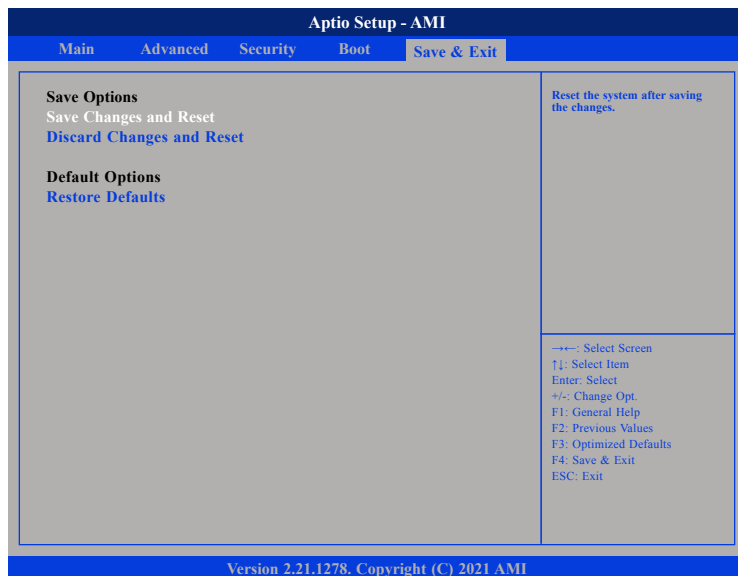 Aptio Setup - AMI
Main Advanced Security Boot Save & Exit
Save Options
Save Changes and Reset
Discard Changes and Reset
Default Options
Restore Defaults
Reset the system after saving
the changes.
→←: Select Screen
↑↓: Select Item
Enter: Select
+/-: Change Opt.
F1: General Help
F2: Previous Values
F3: Optimized Defaults
F4: Save & Exit
ESC: Exit
Version 2.21.1278. Copyright (C) 2021 AMI